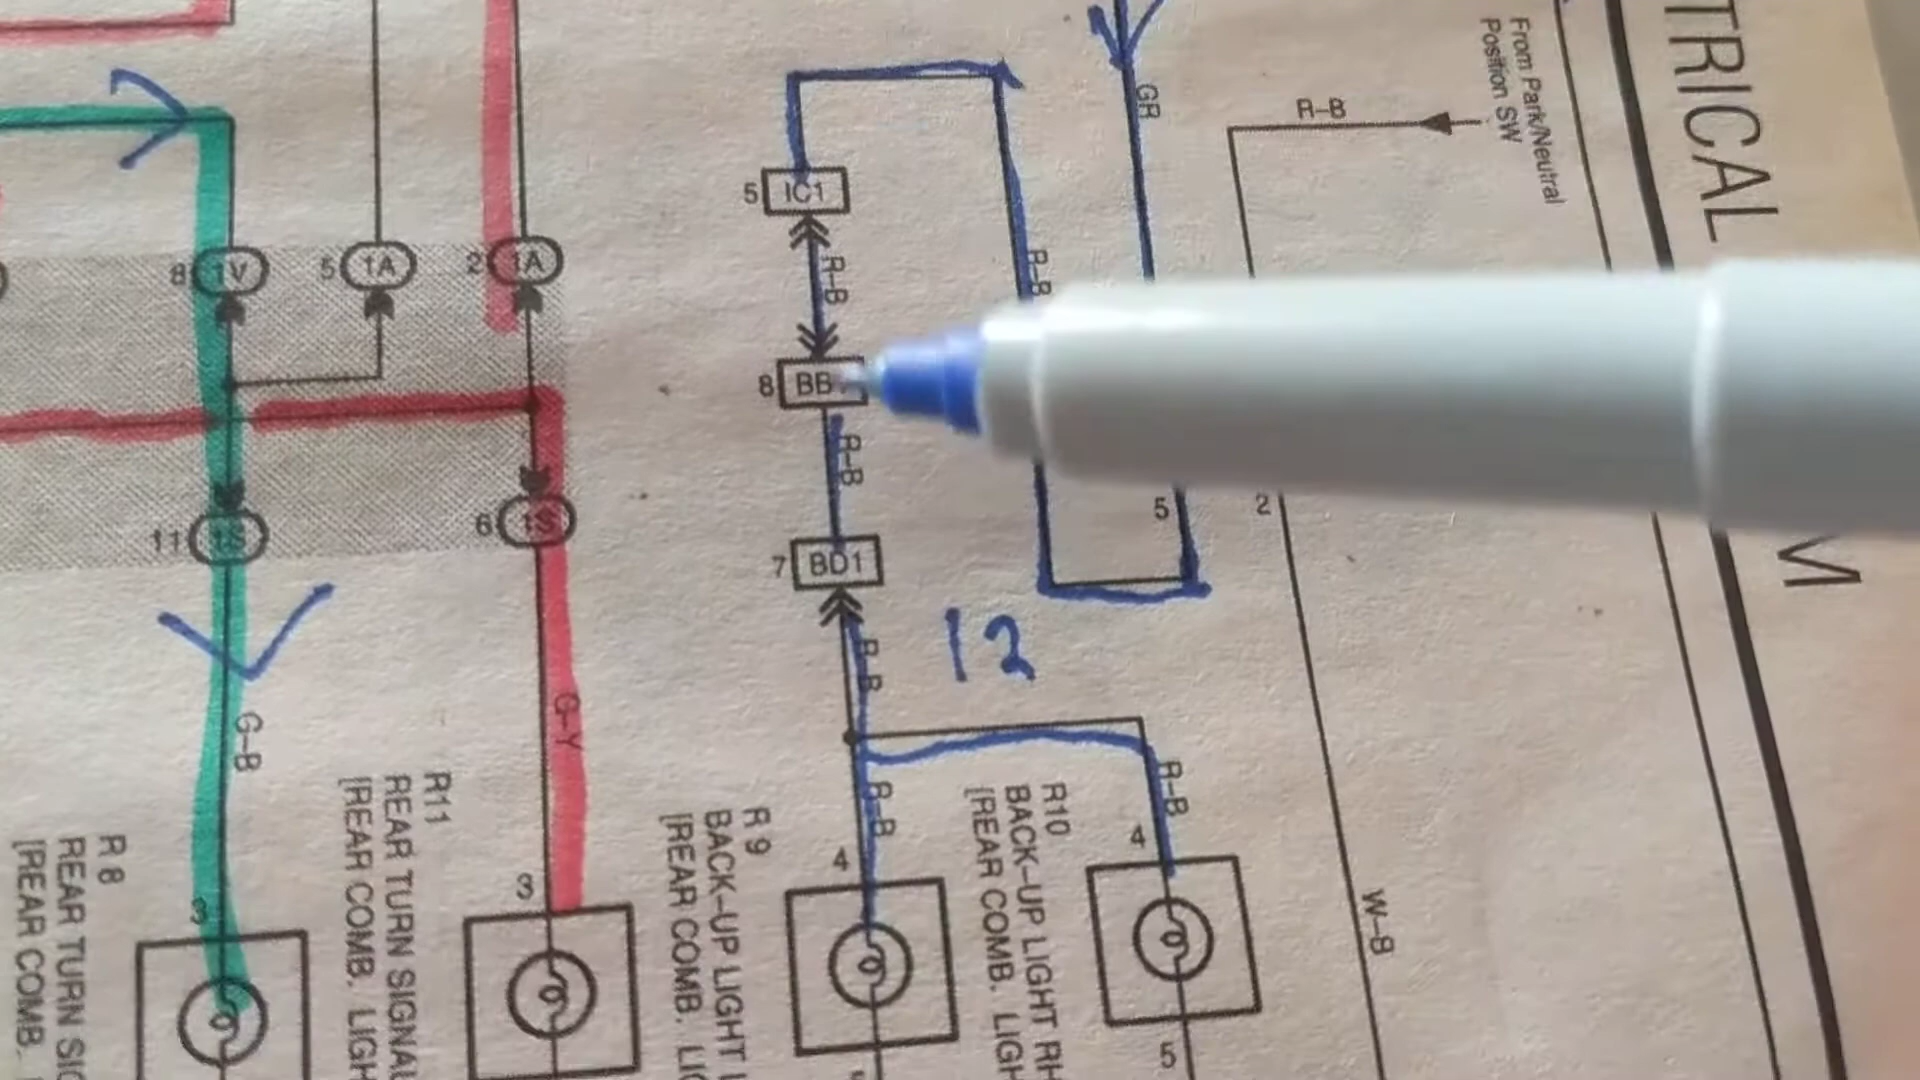 TRICAL
M
From Park/Neutral
Position SW
R-B
GR
5 IC1
R-B
R-B
8 1V
5 1A
2 1A
8 BB
R-B
5
2
11 1S
6 1S
7 BD1
12
R-B
G-B
G-Y
R-B
R-B
W-B
R 8
REAR TURN SIG
[REAR COMB.
3
R11
REAR TURN SIGNAL
[REAR COMB. LIGH
3
R 9
BACK-UP LIGHT L
[REAR COMB. LIG
4
R10
BACK-UP LIGHT RH
[REAR COMB. LIGH
4
5